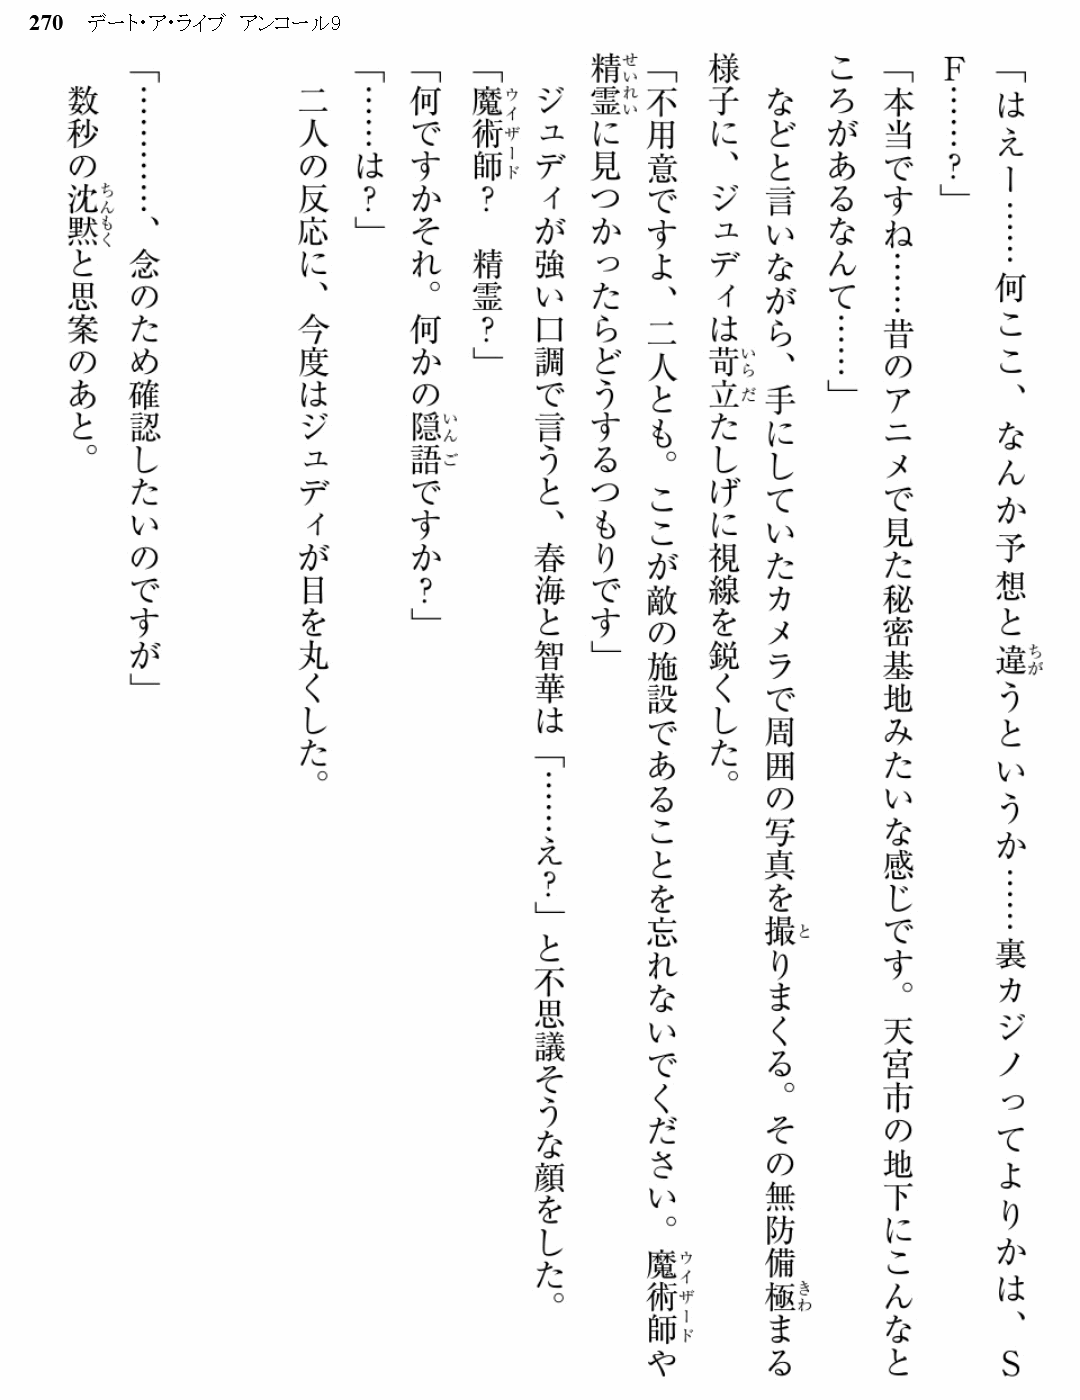 270 デート・ア・ライブ アンコール9
「はえー……何ここ、なんか予想と違うというか……裏カジノってよりかは、S
F……?」
「本当ですね……昔のアニメで見た秘密基地みたいな感じです。天宮市の地下にこんなと
ころがあるなんて……」
などと言いながら、手にしていたカメラで周囲の写真を撮りまくる。その無防備極まる
様子に、ジュディは苛立たしげに視線を鋭くした。
「不用意ですよ、二人とも。ここが敵の施設であることを忘れないでください。魔術師や
精霊に見つかったらどうするつもりです」
ジュディが強い口調で言うと、春海と智華は「……え?」と不思議そうな顔をした。
「魔術師? 精霊?」
「何ですかそれ。何かの隠語ですか?」
「……は?」
二人の反応に、今度はジュディが目を丸くした。
「…………、念のため確認したいのですが」
数秒の沈黙と思案のあと。